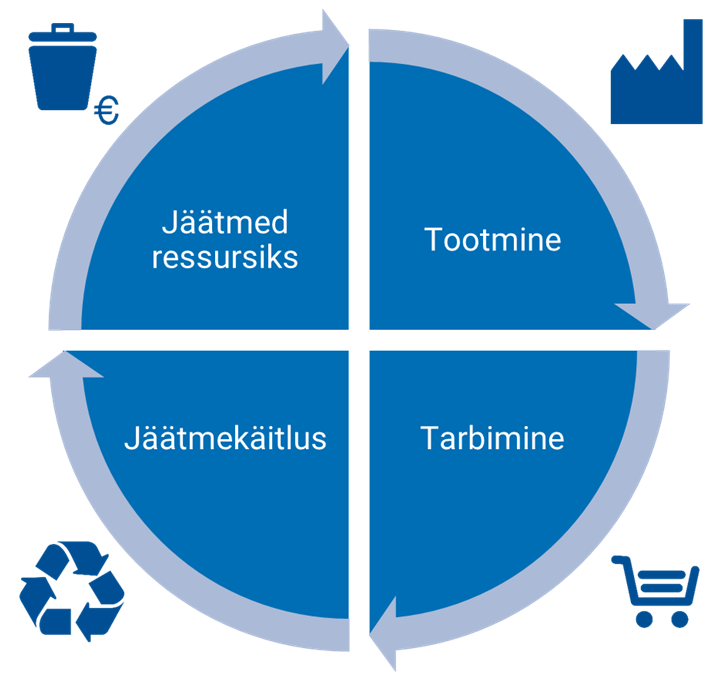 €
Jäätmed
ressursiks
Tootmine
Jäätmekäitlus
Tarbimine